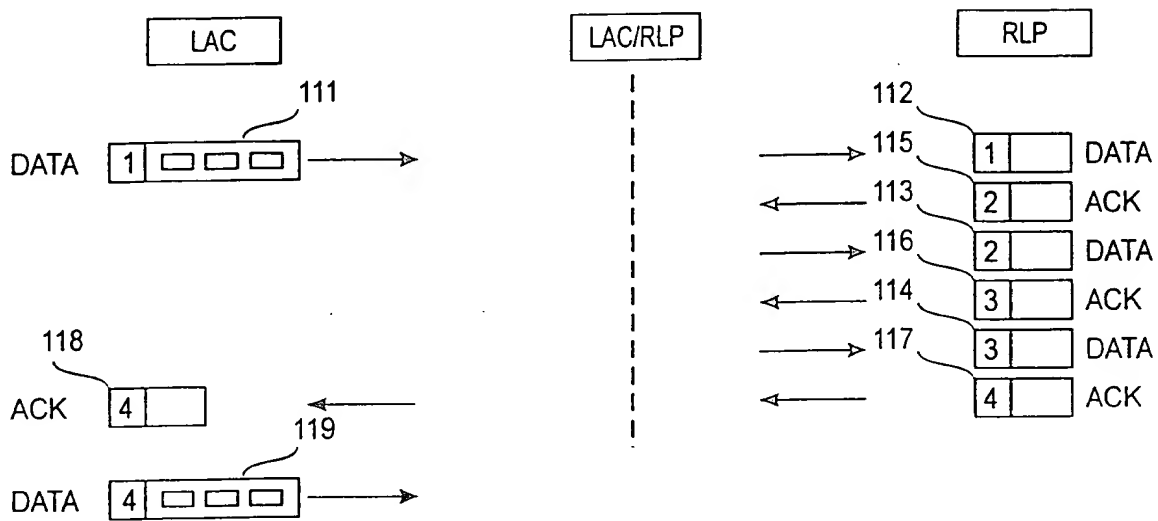 LAC LAC/RLP RLP
111 112
DATA 1 1 DATA
115
2 ACK
113
2 DATA
116
3 ACK
114
3 DATA
118 117
ACK 4 4 ACK
119
DATA 4